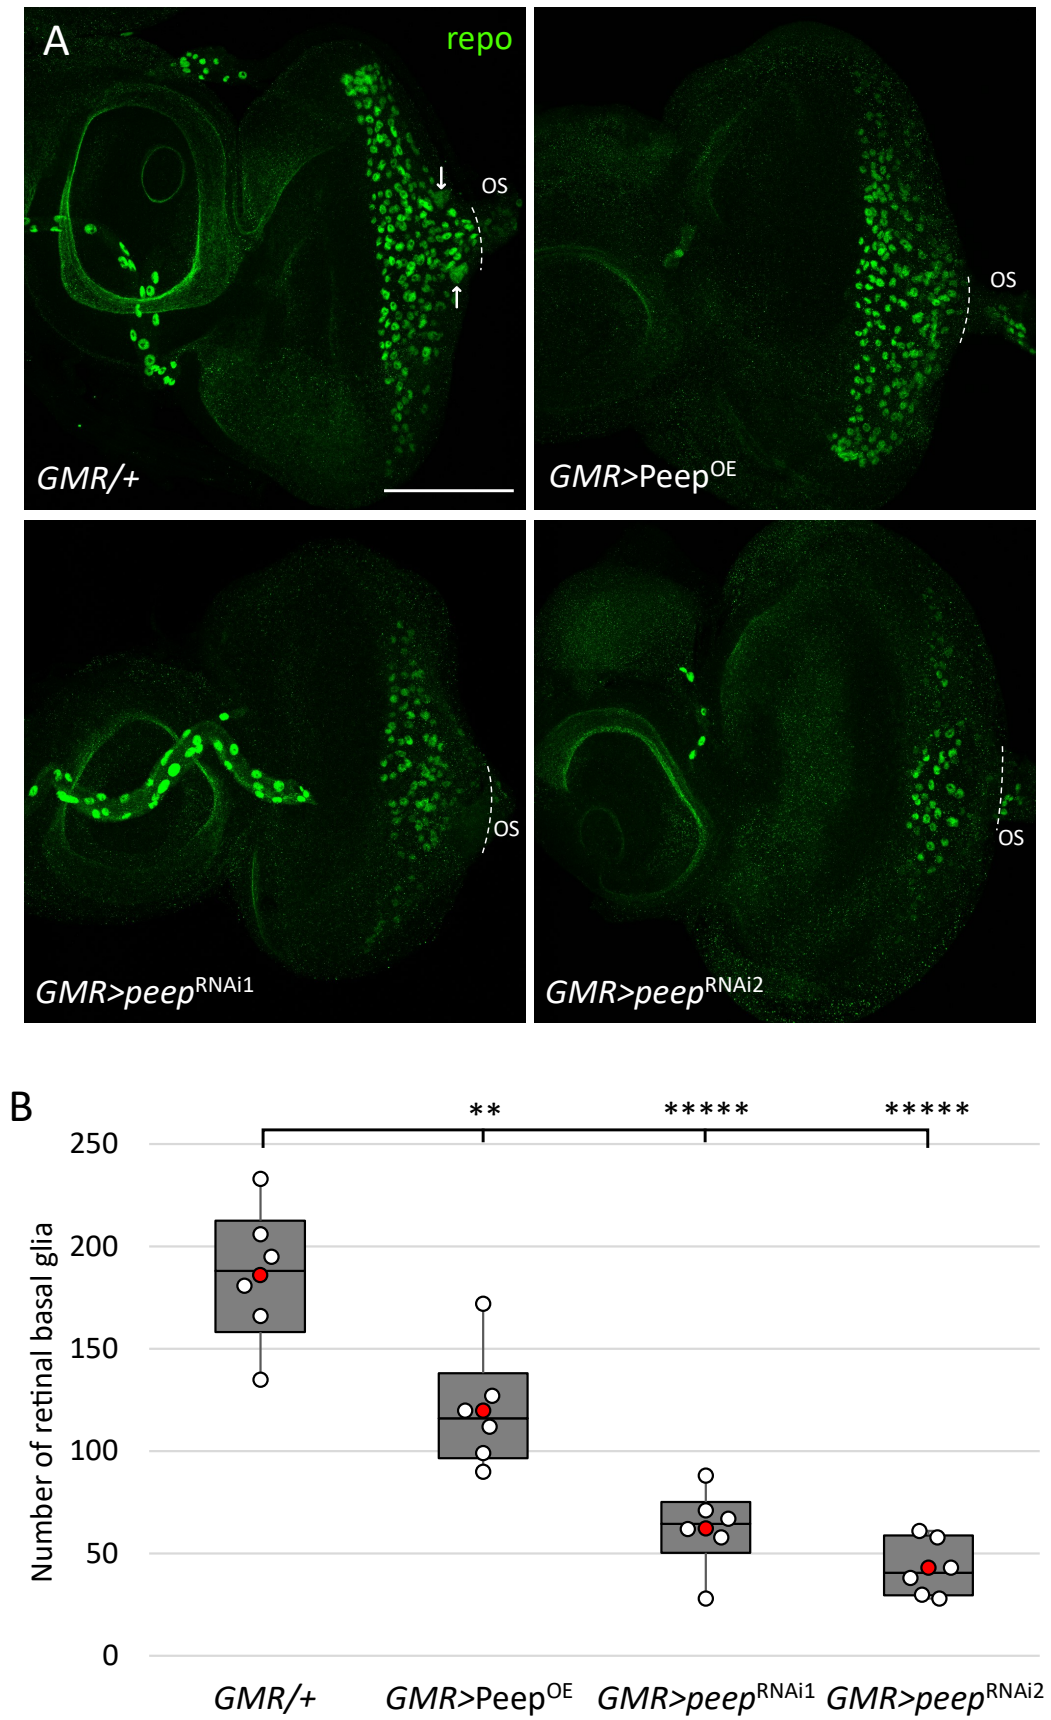 A
repo
OS
GMR/+
OS
GMR>Peep^OE
OS
GMR>peep^RNAi1
OS
GMR>peep^RNAi2
B
** ***** *****
Number of retinal basal glia
250
200
150
100
50
0
GMR/+ GMR>Peep^OE GMR>peep^RNAi1 GMR>peep^RNAi2